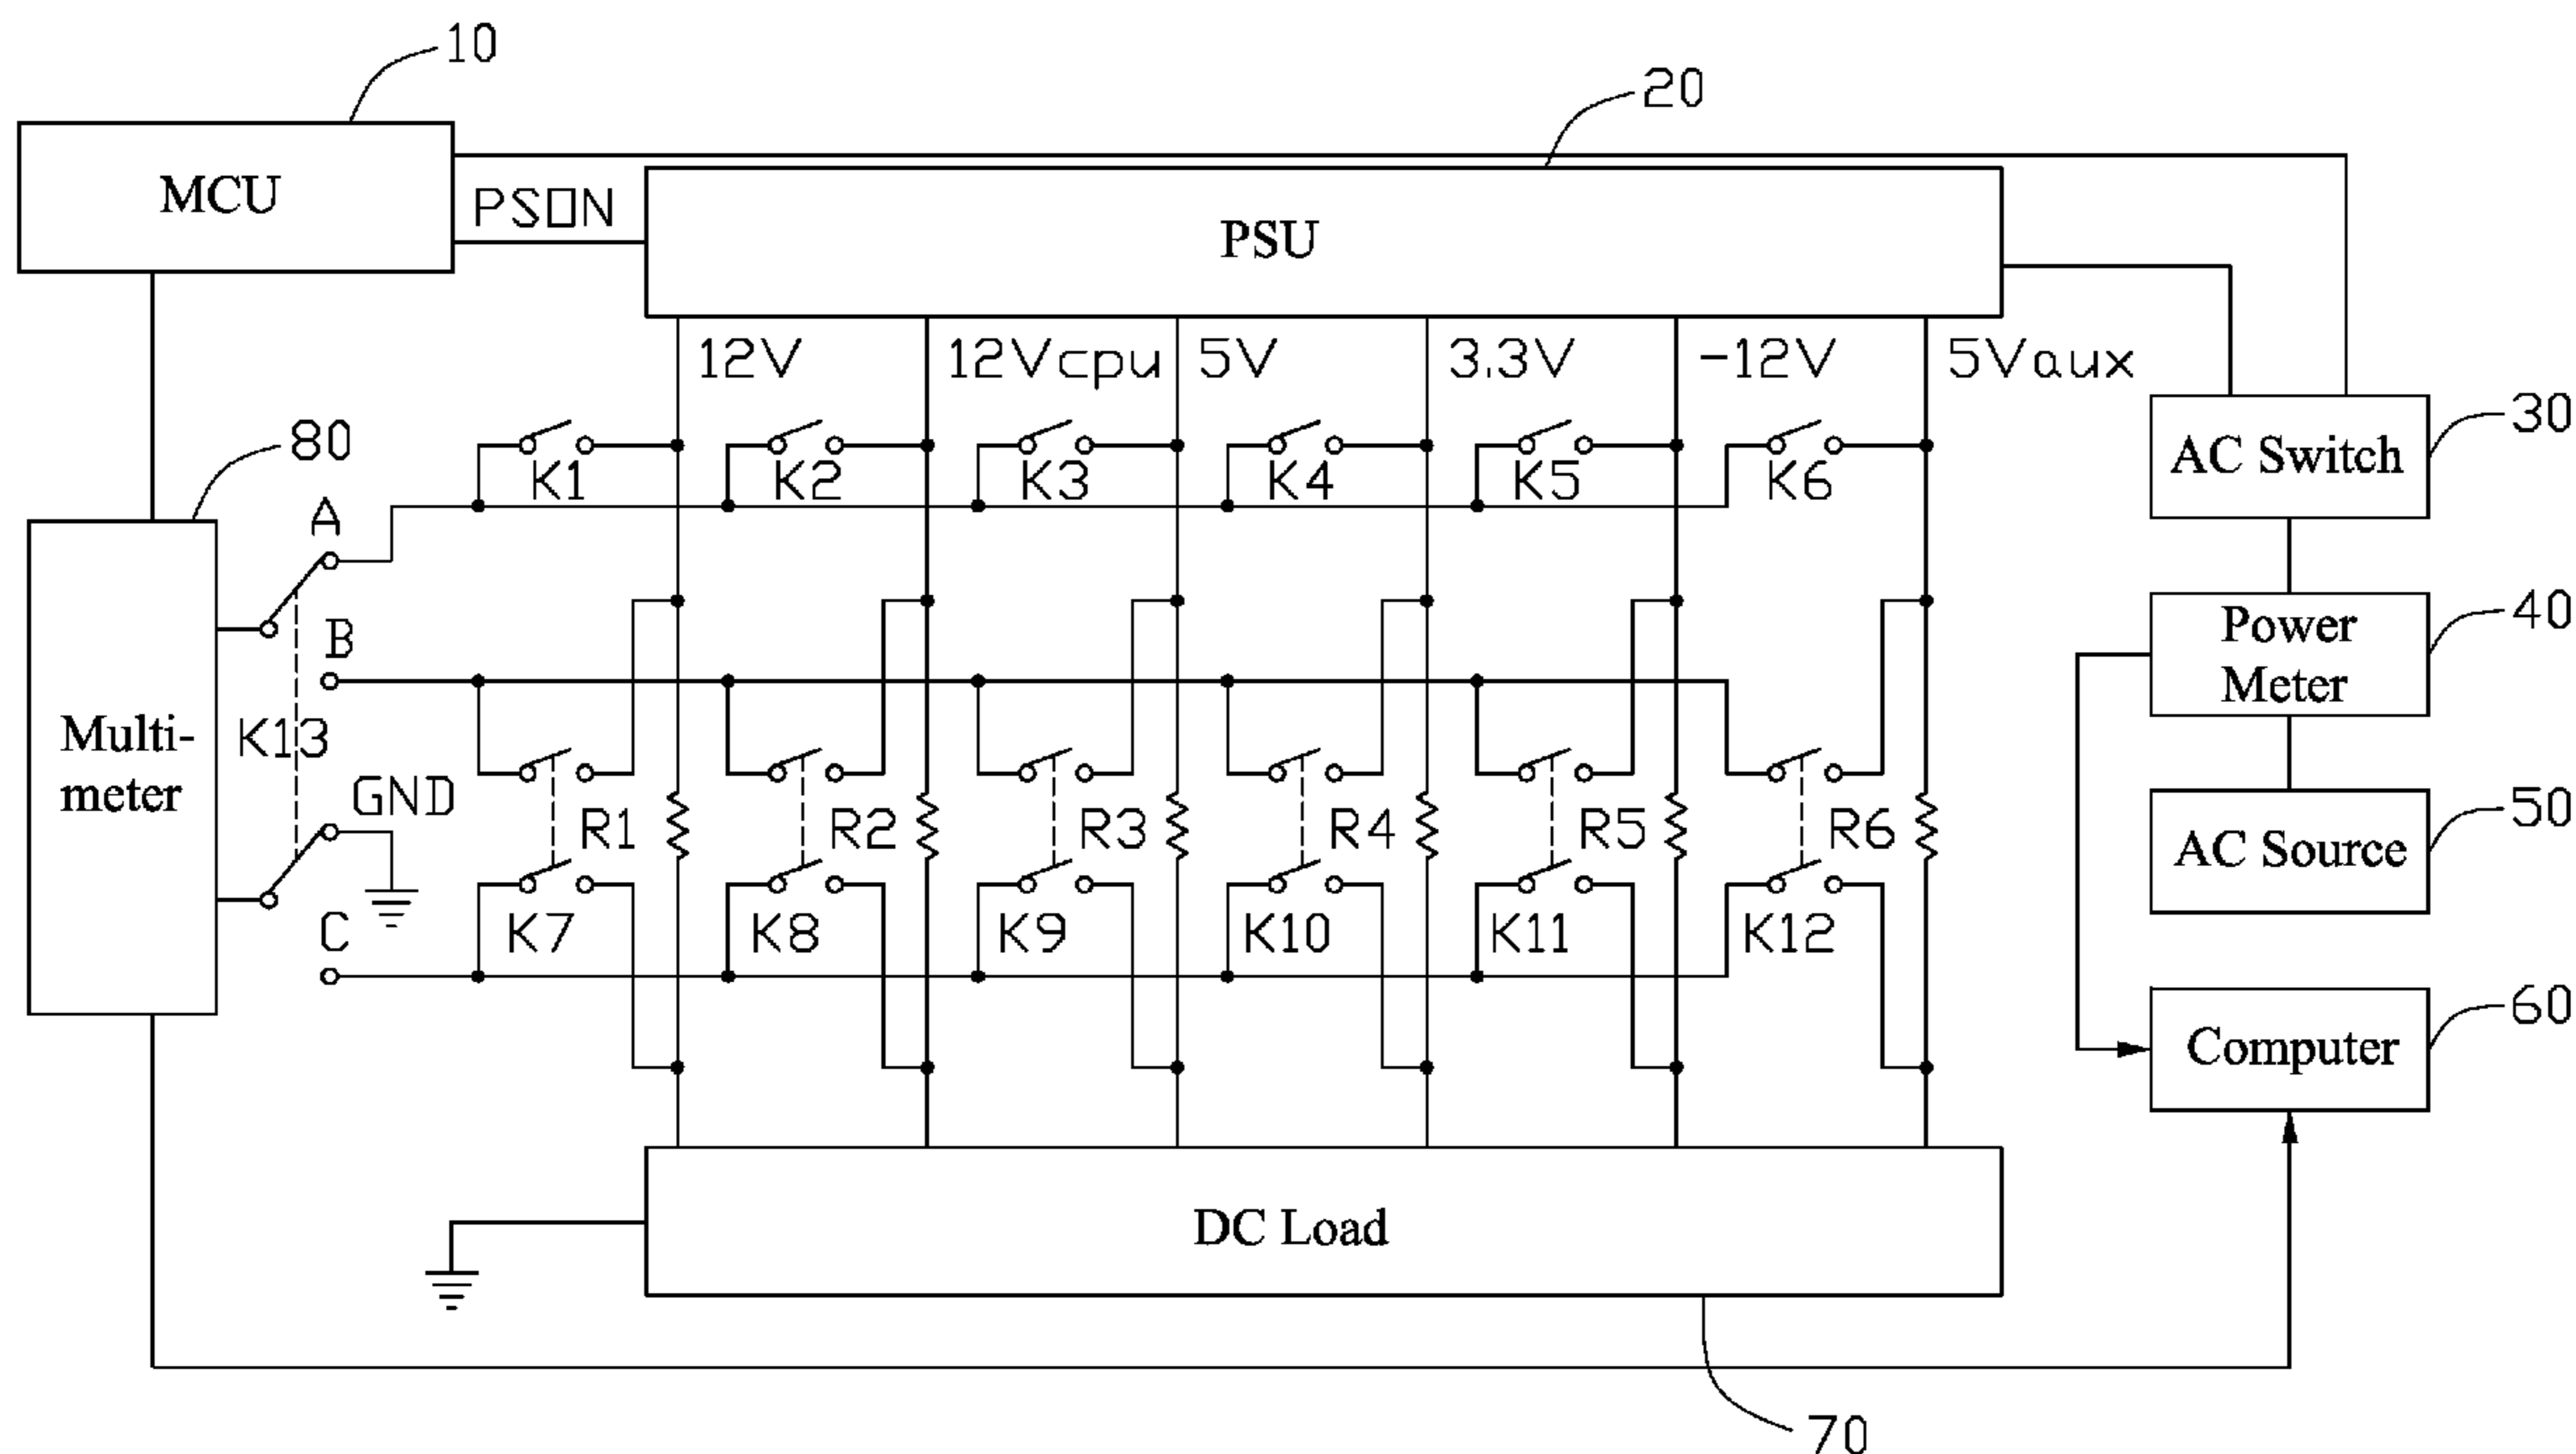 10
20
MCU
PSON
PSU
12V
12Vcpu
5V
3.3V
-12V
5Vaux
30
AC Switch
80
K1
K2
K3
K4
K5
K6
A
40
Power
Meter
B
K13
Multi-
meter
GND
R1
R2
R3
R4
R5
R6
50
AC Source
K7
K8
K9
K10
K11
K12
C
60
Computer
DC Load
70